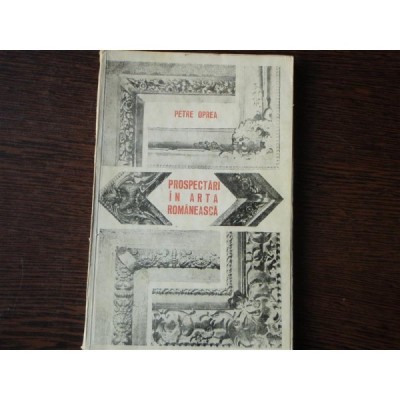 PETRE OPREA
PROSPECTĂRI
ÎN ARTA
ROMÂNEASCĂ